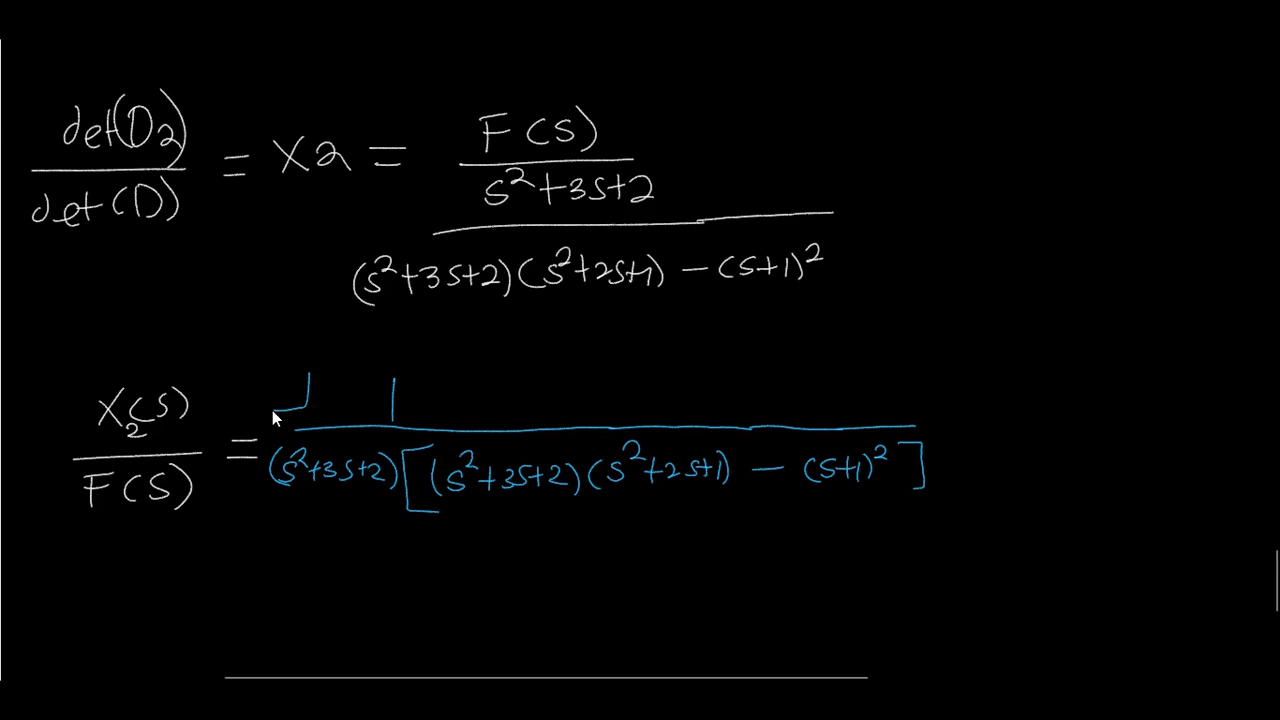 det(D2) / det(D) = X2 = F(S) / s²+3s+2
(s²+3s+2)(s²+2s+1) - (s+1)²
X₂(S) / F(S) = 1 / (s²+3s+2)[(s²+3s+2)(s²+2s+1) - (s+1)²]